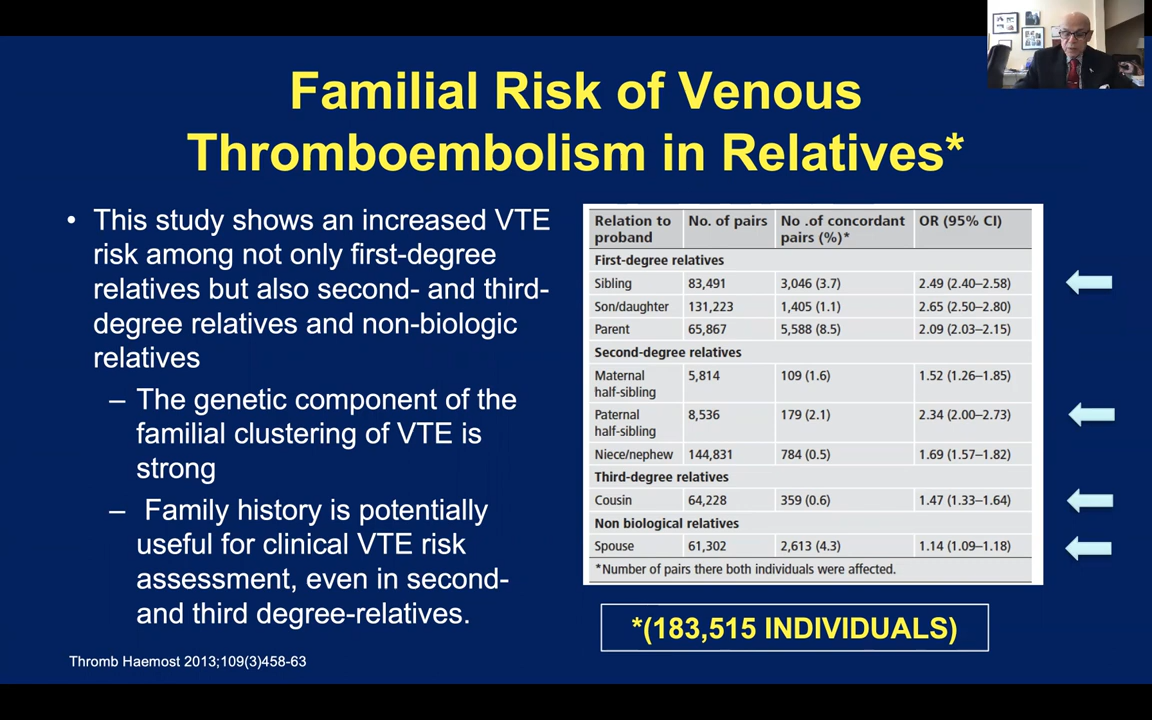 Familial Risk of Venous
Thromboembolism in Relatives*
• This study shows an increased VTE
risk among not only first-degree
relatives but also second- and third-
degree relatives and non-biologic
relatives
– The genetic component of the
familial clustering of VTE is
strong
– Family history is potentially
useful for clinical VTE risk
assessment, even in second-
and third degree-relatives.
Thromb Haemost 2013;109(3)458-63
Relation to proband No. of pairs No .of concordant pairs (%)* OR (95% CI)
First-degree relatives
Sibling 83,491 3,046 (3.7) 2.49 (2.40–2.58)
Son/daughter 131,223 1,405 (1.1) 2.65 (2.50–2.80)
Parent 65,867 5,588 (8.5) 2.09 (2.03–2.15)
Second-degree relatives
Maternal half-sibling 5,814 109 (1.6) 1.52 (1.26–1.85)
Paternal half-sibling 8,536 179 (2.1) 2.34 (2.00–2.73)
Niece/nephew 144,831 784 (0.5) 1.69 (1.57–1.82)
Third-degree relatives
Cousin 64,228 359 (0.6) 1.47 (1.33–1.64)
Non biological relatives
Spouse 61,302 2,613 (4.3) 1.14 (1.09–1.18)
*Number of pairs there both individuals were affected.
*(183,515 INDIVIDUALS)